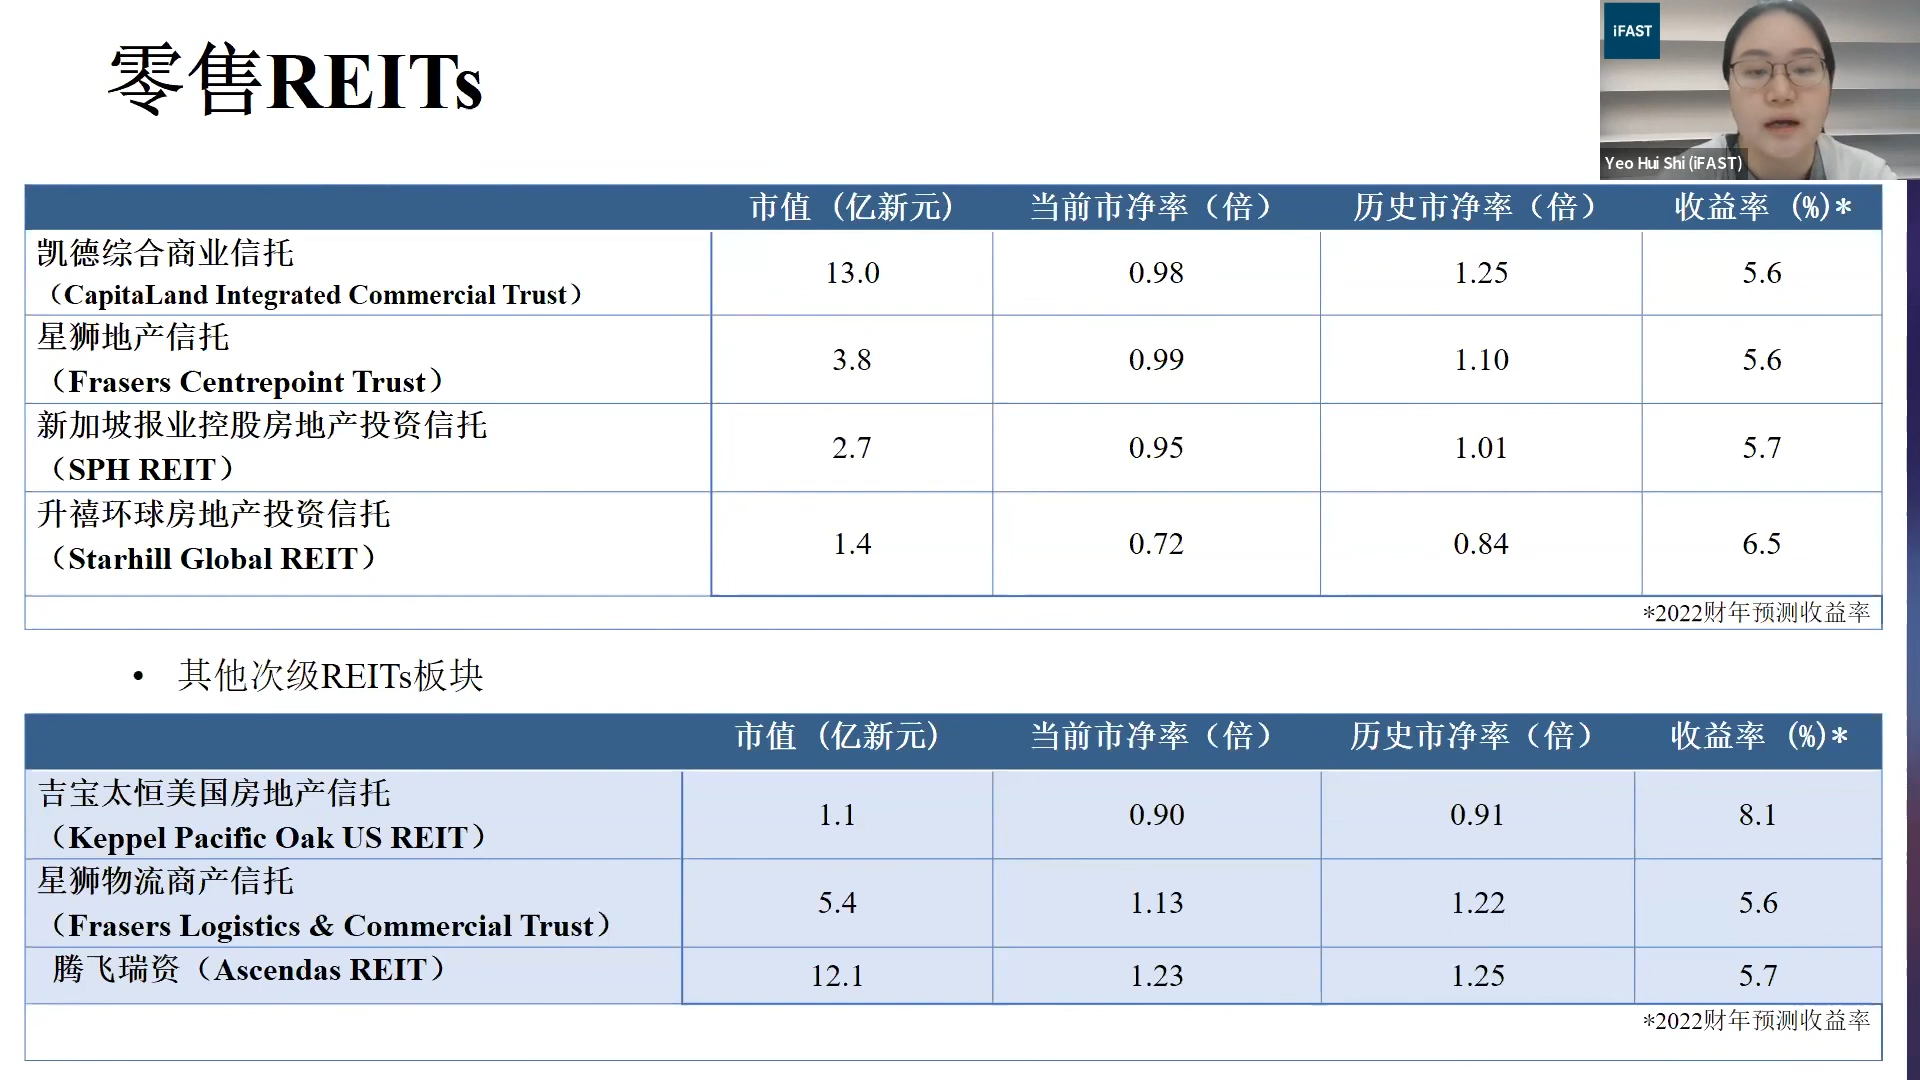 零售REITs
iFAST
Yeo Hui Shi (iFAST)
市值 (亿新元) 当前市净率（倍） 历史市净率（倍） 收益率 (%)*
凯德综合商业信托
（CapitaLand Integrated Commercial Trust） 13.0 0.98 1.25 5.6
星狮地产信托
（Frasers Centrepoint Trust） 3.8 0.99 1.10 5.6
新加坡报业控股房地产投资信托
（SPH REIT） 2.7 0.95 1.01 5.7
升禧环球房地产投资信托
（Starhill Global REIT） 1.4 0.72 0.84 6.5
*2022财年预测收益率
• 其他次级REITs板块
市值 (亿新元) 当前市净率（倍） 历史市净率（倍） 收益率 (%)*
吉宝太恒美国房地产信托
（Keppel Pacific Oak US REIT） 1.1 0.90 0.91 8.1
星狮物流商产信托
（Frasers Logistics & Commercial Trust） 5.4 1.13 1.22 5.6
腾飞瑞资（Ascendas REIT） 12.1 1.23 1.25 5.7
*2022财年预测收益率